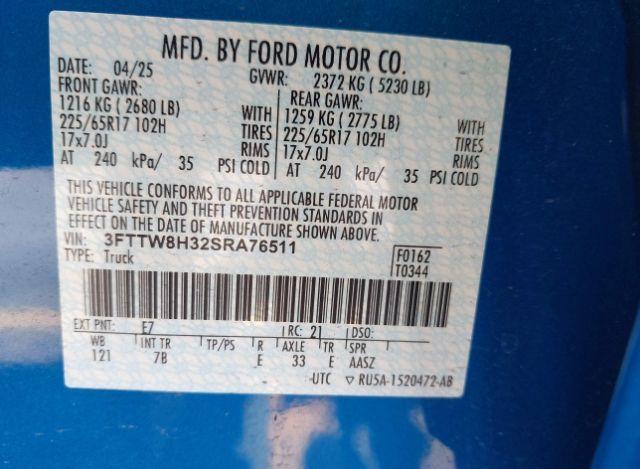 MFD. BY FORD MOTOR CO.
DATE: 04/25 GVWR: 2372 KG ( 5230 LB)
FRONT GAWR: REAR GAWR:
1216 KG ( 2680 LB) WITH 1259 KG ( 2775 LB) WITH
225/65R17 102H TIRES 225/65R17 102H TIRES
17x7.0J RIMS 17x7.0J RIMS
AT 240 kPa/ 35 PSI COLD AT 240 kPa/ 35 PSI COLD
THIS VEHICLE CONFORMS TO ALL APPLICABLE FEDERAL MOTOR
VEHICLE SAFETY AND THEFT PREVENTION STANDARDS IN
EFFECT ON THE DATE OF MANUFACTURE SHOWN ABOVE.
VIN: 3FTTW8H32SRA76511 F0162
TYPE: Truck T0344
EXT PNT: E7 RC: 21 DSO:
WB INT TR TP/PS R AXLE TR SPR
121 7B E 33 E AASZ
UTC ▽ RU5A-1520472-AB